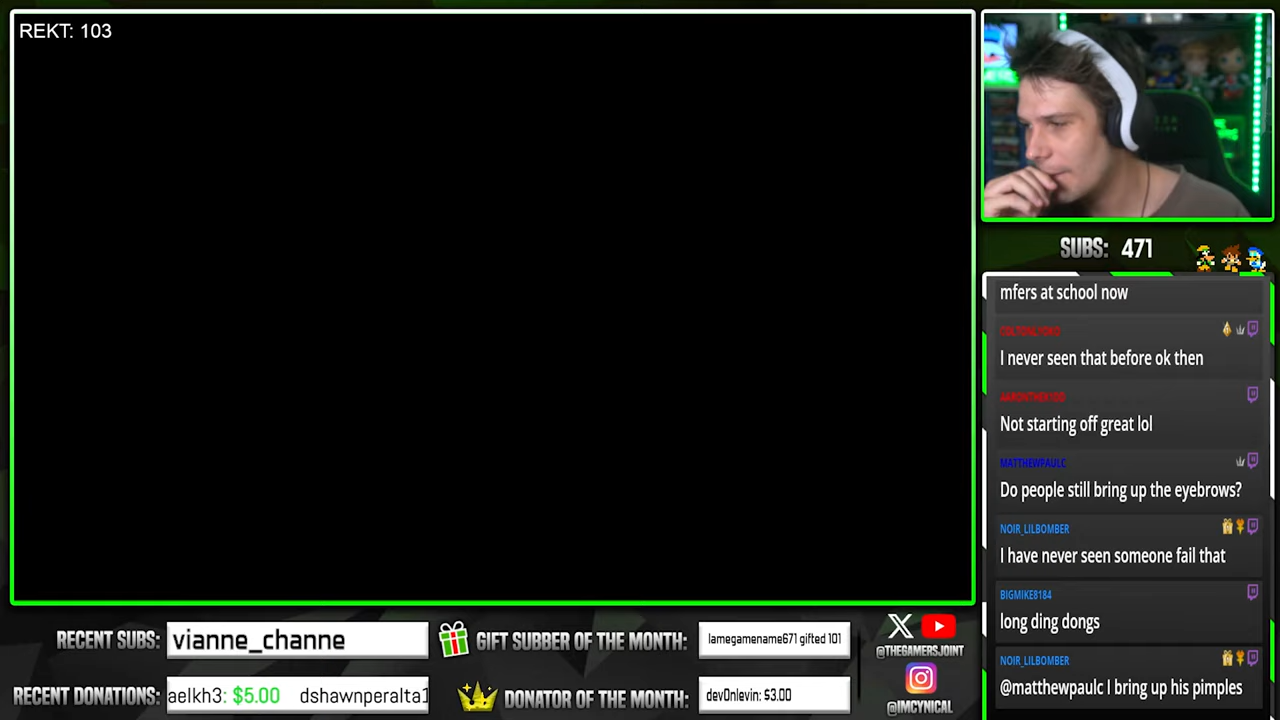 REKT: 103
SUBS: 471
mfers at school now
COLTONLYOKO
I never seen that before ok then
Not starting off great lol
MATTHEWPAULC
Do people still bring up the eyebrows?
NOIR_LILBOMBER
I have never seen someone fail that
BIGMIKE8184
long ding dongs
NOIR_LILBOMBER
@matthewpaulc I bring up his pimples
RECENT SUBS: vianne_channe
GIFT SUBBER OF THE MONTH: lamegamename671 gifted 101
@THEGAMERSJOINT
RECENT DONATIONS: aelkh3: $5.00 dshawnperalta1
DONATOR OF THE MONTH: dev0nlevin: $3.00
@IMCYNICAL